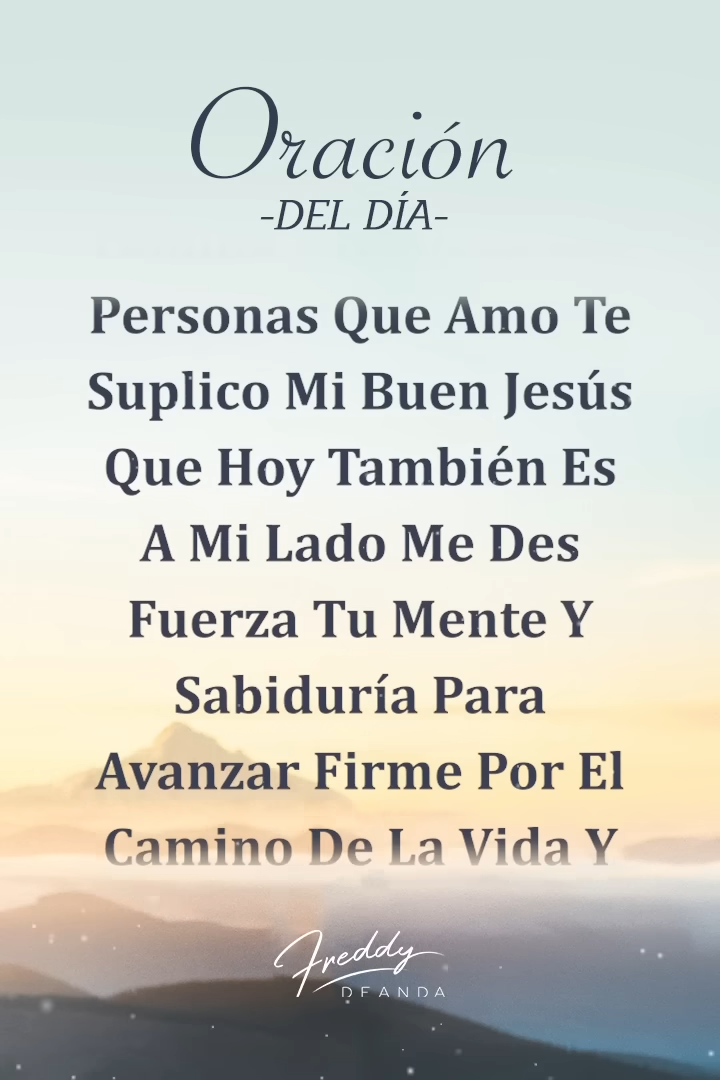 Oración
-DEL DÍA-
Personas Que Amo Te
Suplico Mi Buen Jesús
Que Hoy También Es
A Mi Lado Me Des
Fuerza Tu Mente Y
Sabiduría Para
Avanzar Firme Por El
Camino De La Vida Y
Freddy
DEANDA